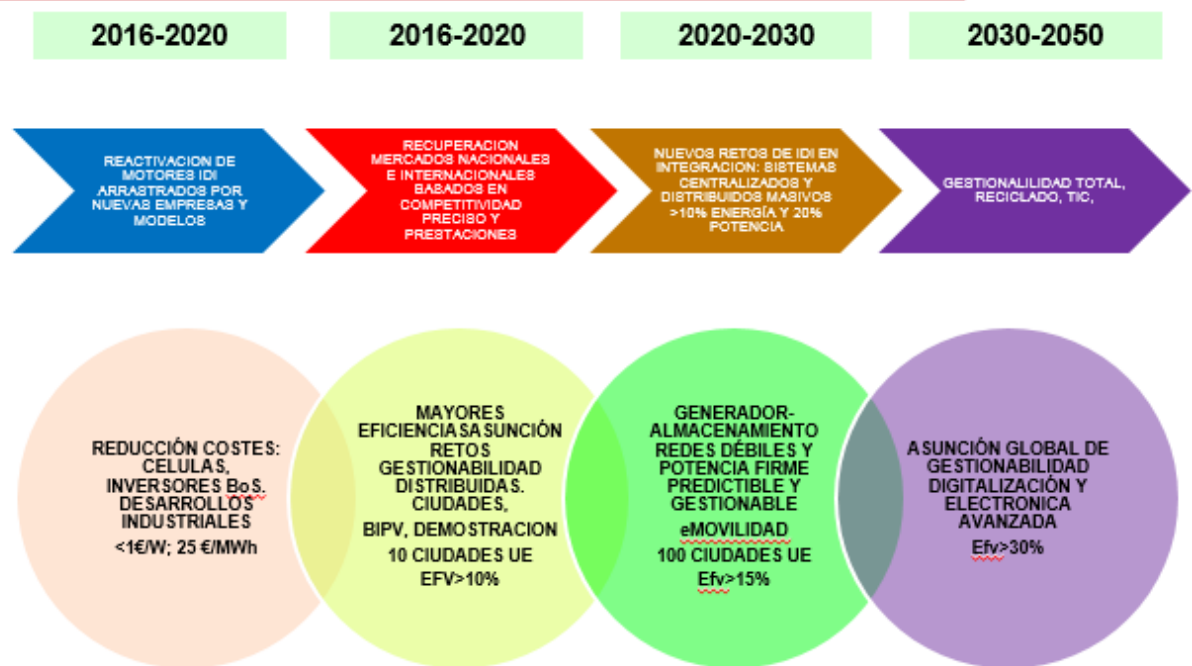 2016-2020
2016-2020
2020-2030
2030-2050
REACTIVACION DE
MOTORES IDI
ARRASTRADOS POR
NUEVAS EMPRESAS Y
MODELOS
RECUPERACION
MERCADOS NACIONALES
E INTERNACIONALES
BASADOS EN
COMPETITIVIDAD
PRECISO Y
PRESTACIONES
NUEVOS RETOS DE IDI EN
INTEGRACION: SISTEMAS
CENTRALIZADOS Y
DISTRIBUIDOS MASIVOS
>10% ENERGÍA Y 20%
POTENCIA
GESTIONALILIDAD TOTAL,
RECICLADO, TIC,
REDUCCIÓN COSTES:
CELULAS,
INVERSORES BoS.
DESARROLLOS
INDUSTRIALES
<1€/W; 25 €/MWh
MAYORES
EFICIENCIASASUNCIÓN
RETOS
GESTIONABILIDAD
DISTRIBUIDAS.
CIUDADES,
BIPV, DEMOSTRACION
10 CIUDADES UE
EFV>10%
GENERADOR-
ALMACENAMIENTO
REDES DÉBILES Y
POTENCIA FIRME
PREDICTIBLE Y
GESTIONABLE
eMOVILIDAD
100 CIUDADES UE
Efv>15%
ASUNCIÓN GLOBAL DE
GESTIONABILIDAD
DIGITALIZACIÓN Y
ELECTRONICA
AVANZADA
Efv>30%